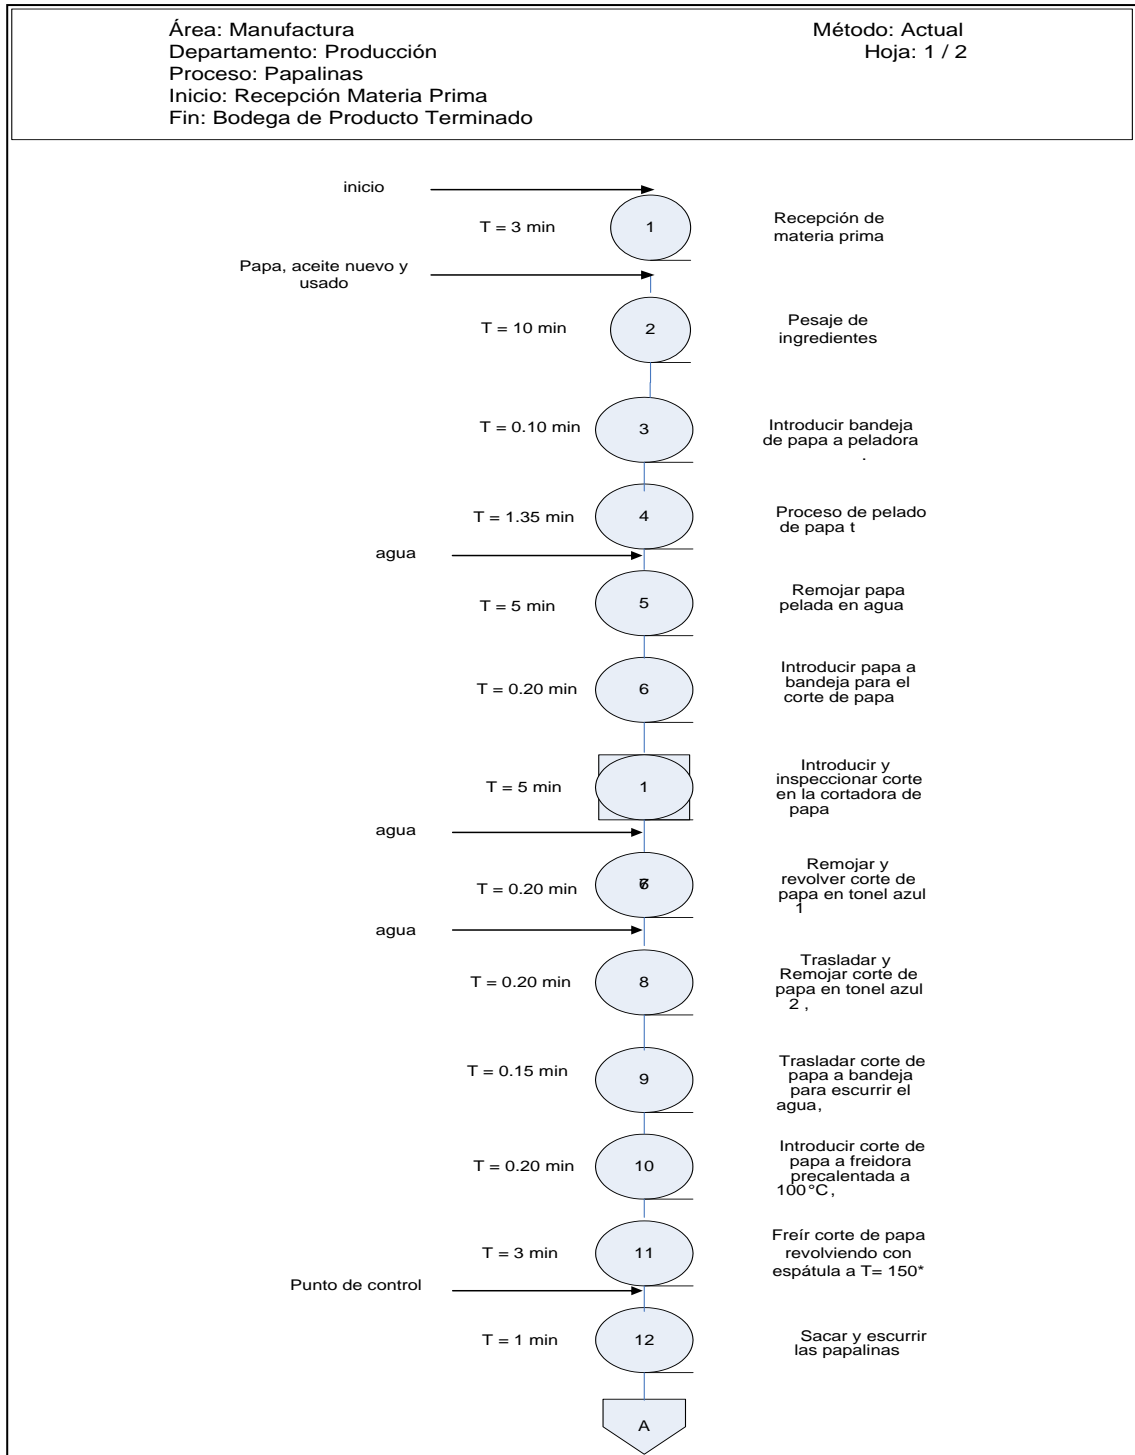 Área: Manufactura
Método: Actual
Departamento: Producción
Hoja: 1 / 2
Proceso: Papalinas
Inicio: Recepción Materia Prima
Fin: Bodega de Producto Terminado
inicio
T = 3 min
1
Recepción de
materia prima
Papa, aceite nuevo y
usado
T = 10 min
2
Pesaje de
ingredientes
T = 0.10 min
3
Introducir bandeja
de papa a peladora
.
T = 1.35 min
4
Proceso de pelado
de papa t
agua
T = 5 min
5
Remojar papa
pelada en agua
T = 0.20 min
6
Introducir papa a
bandeja para el
corte de papa
T = 5 min
1
Introducir y
inspeccionar corte
en la cortadora de
papa
agua
T = 0.20 min
Remojar y
revolver corte de
papa en tonel azul
1
agua
T = 0.20 min
8
Trasladar y
Remojar corte de
papa en tonel azul
2 ,
T = 0.15 min
9
Trasladar corte de
papa a bandeja
para escurrir el
agua,
T = 0.20 min
10
Introducir corte de
papa a freidora
precalentada a
100°C,
T = 3 min
11
Freír corte de papa
revolviendo con
espátula a T= 150*
Punto de control
T = 1 min
12
Sacar y escurrir
las papalinas
A